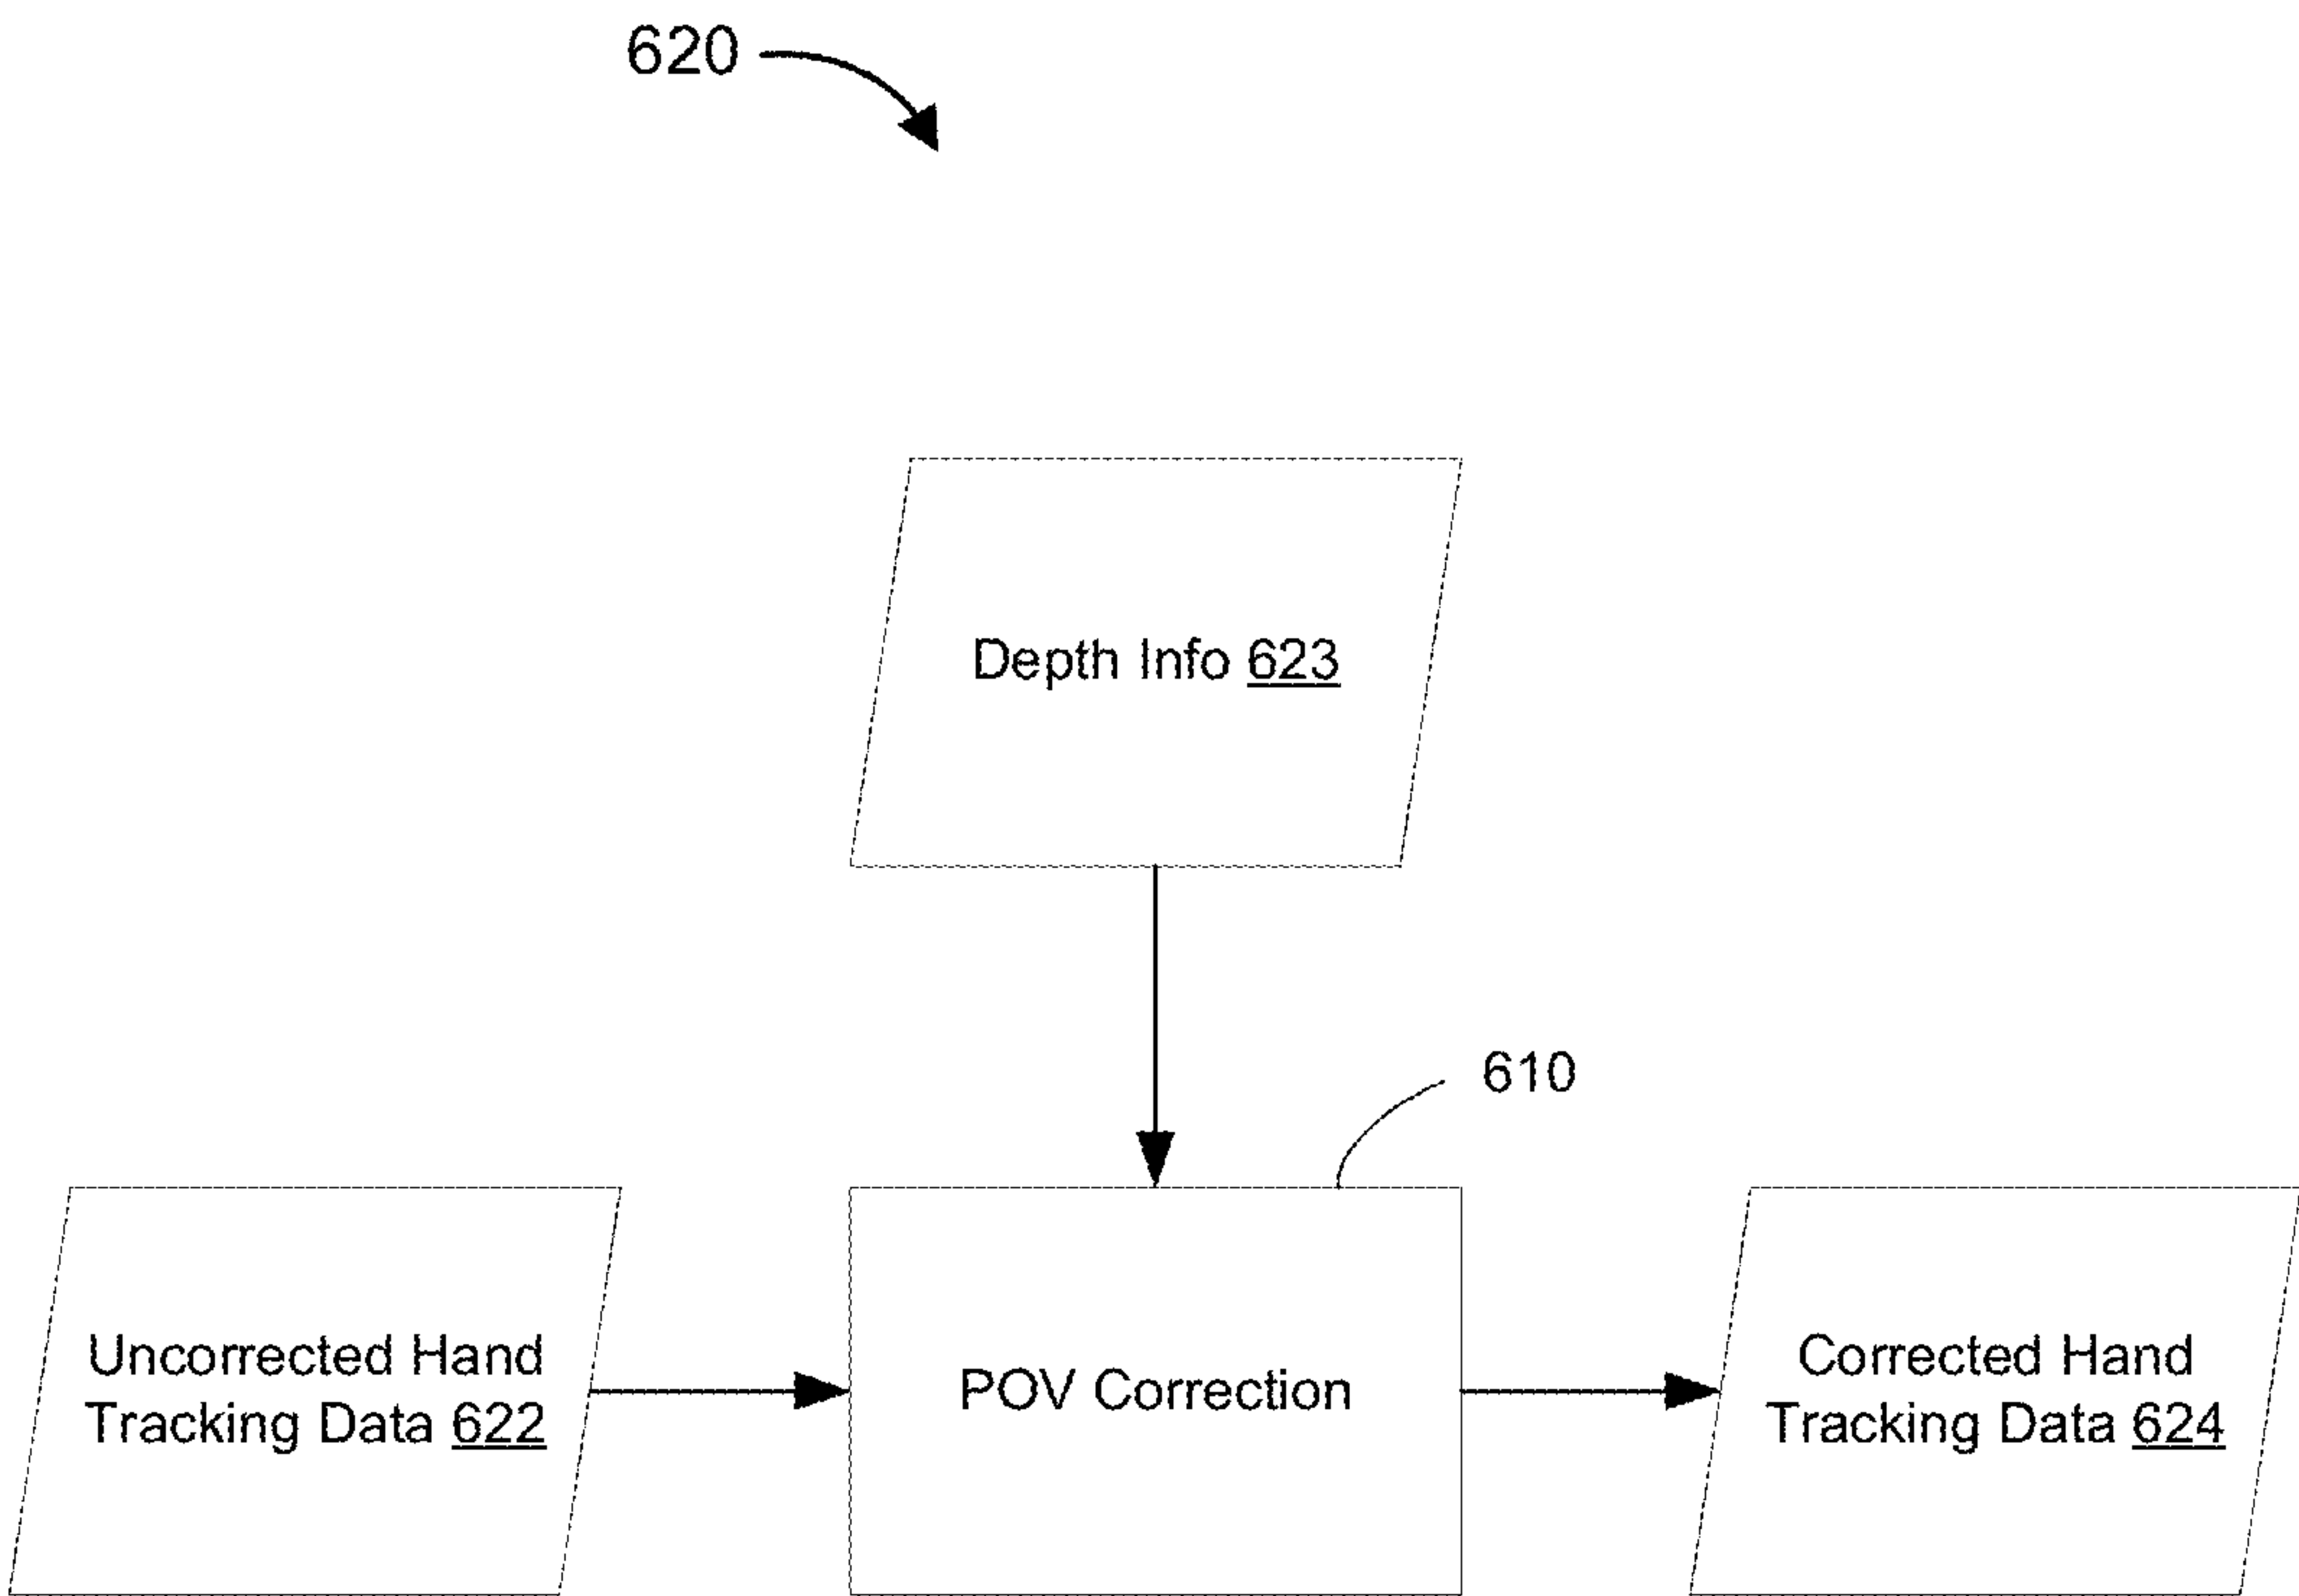 620
Depth Info 623
610
Uncorrected Hand
Tracking Data 622
POV Correction
Corrected Hand
Tracking Data 624